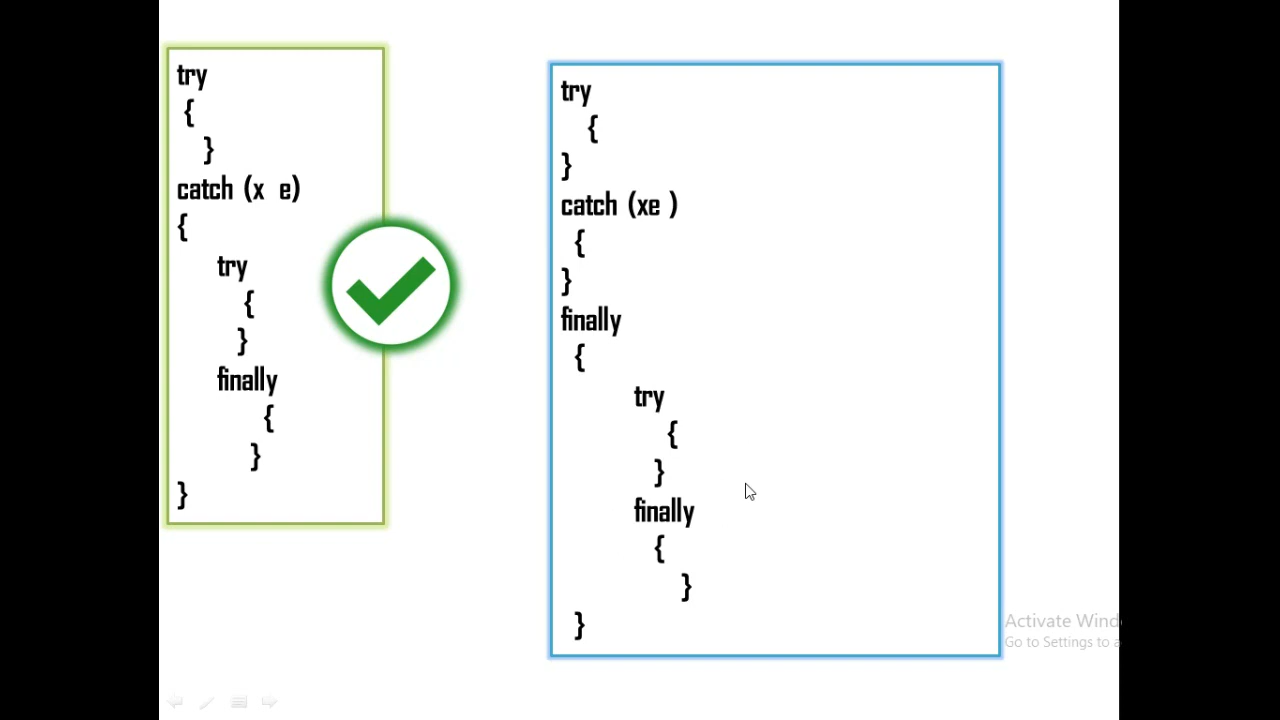 try
{
}
catch (x e)
{
try
{
}
finally
{
}
}
try
{
}
catch (xe )
{
}
finally
{
try
{
}
finally
{
}
}
Activate Wind
Go to Settings to a